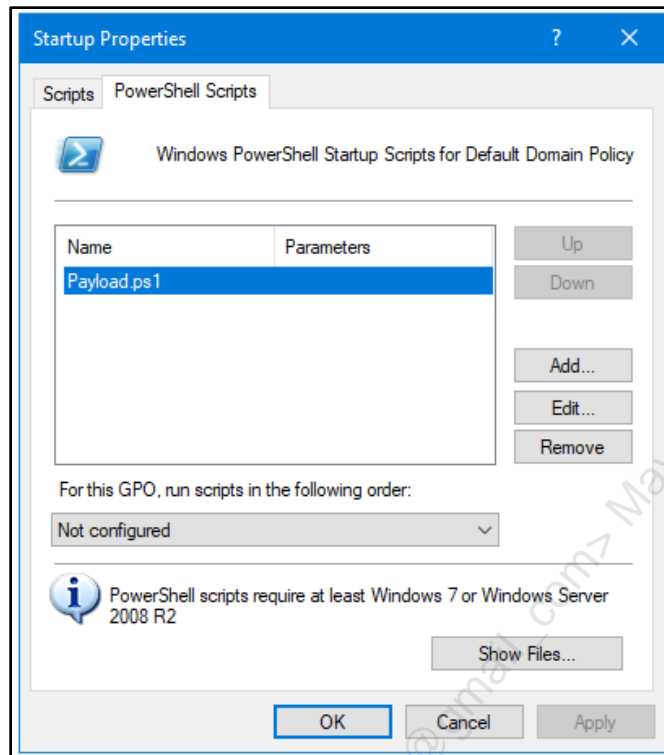 Startup Properties
Scripts PowerShell Scripts
Windows PowerShell Startup Scripts for Default Domain Policy
Name Parameters Up
Payload.ps1 Down
Add...
Edit...
Remove
For this GPO, run scripts in the following order:
Not configured
PowerShell scripts require at least Windows 7 or Windows Server
2008 R2
Show Files...
OK Cancel Apply
@gmail_com> Ma